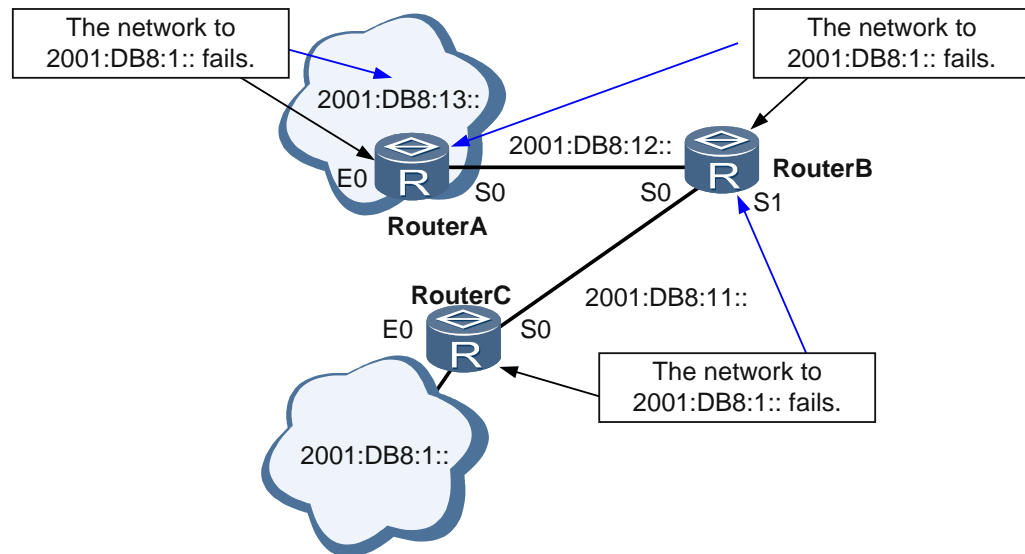 The network to
2001:DB8:1:: fails.
The network to
2001:DB8:1:: fails.
2001:DB8:13::
2001:DB8:12::
E0
R
S0
RouterA
S0
R
S1
RouterB
RouterC
2001:DB8:11::
E0
R
S0
The network to
2001:DB8:1:: fails.
2001:DB8:1::